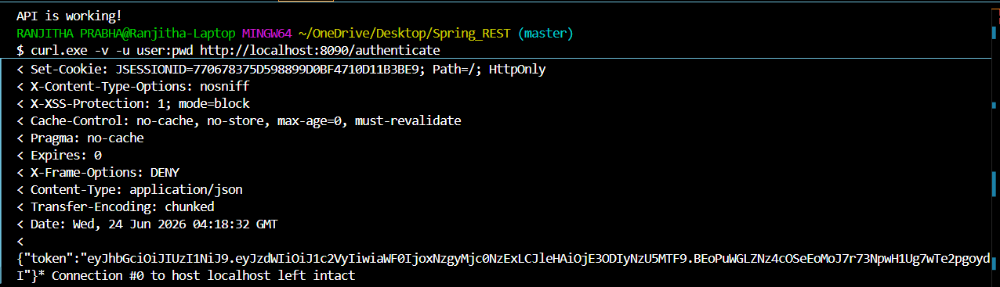 API is working!
RANJITHA PRABHA@Ranjitha-Laptop MINGW64 ~/OneDrive/Desktop/Spring_REST (master)
$ curl.exe -v -u user:pwd http://localhost:8090/authenticate
< Set-Cookie: JSESSIONID=770678375D598899D0BF4710D11B3BE9; Path=/; HttpOnly
< X-Content-Type-Options: nosniff
< X-XSS-Protection: 1; mode=block
< Cache-Control: no-cache, no-store, max-age=0, must-revalidate
< Pragma: no-cache
< Expires: 0
< X-Frame-Options: DENY
< Content-Type: application/json
< Transfer-Encoding: chunked
< Date: Wed, 24 Jun 2026 04:18:32 GMT
<
{"token":"eyJhbGciOiJIUzI1NiJ9.eyJzdWIiOiJ1c2VyIiwiaWF0IjoxNzgyMjc0NzExLCJleHAiOjE3ODIyNzU5MTF9.BEoPuWGLZNz4cOSeEoMoJ7r73NpwH1Ug7wTe2pgoyd
I"}* Connection #0 to host localhost left intact